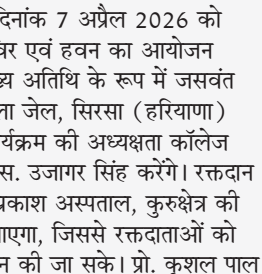 दिनांक 7 अप्रैल 2026 को
एवं हवन का आयोजन
अतिथि के रूप में जसवंत
जेल, सिरसा (हरियाणा)
की अध्यक्षता कॉलेज
उजागर सिंह करेंगे। रक्तदान
अस्पताल, कुरुक्षेत्र की
जिससे रक्तदाताओं को
की जा सके। प्रो. कुशल पाल